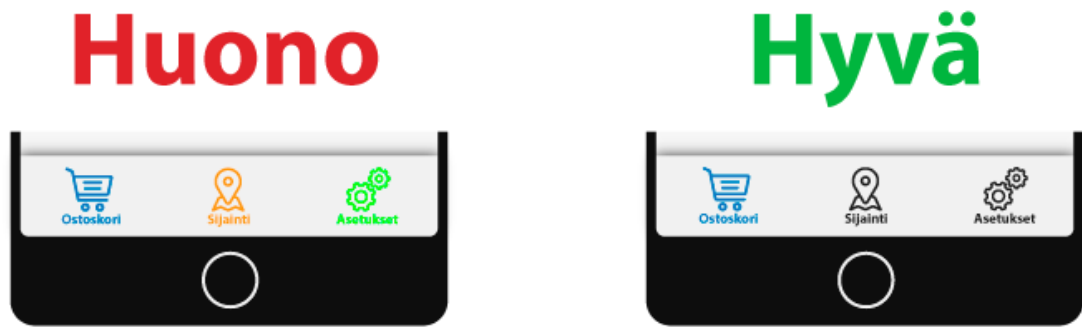 Huono
Hyvä
Ostoskori
Sijainti
Asetukset
Ostoskori
Sijainti
Asetukset